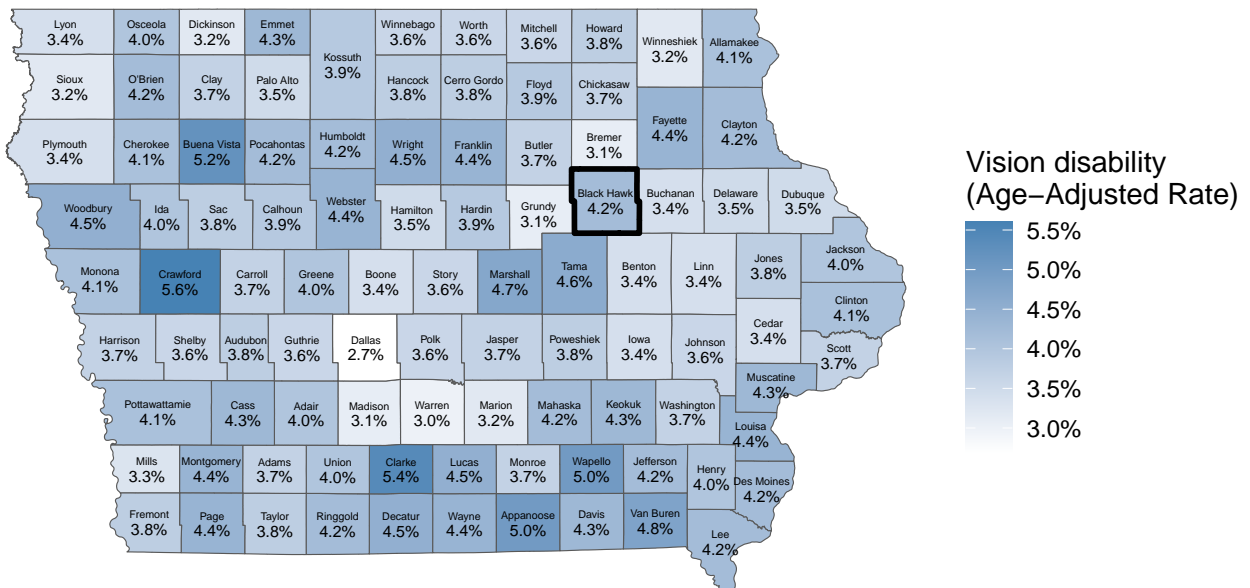 Lyon
3.4%
Osceola
4.0%
Dickinson
3.2%
Emmet
4.3%
Kossuth
3.9%
Winnebago
3.6%
Worth
3.6%
Mitchell
3.6%
Howard
3.8%
Winneshiek
3.2%
Allamakee
4.1%
Sioux
3.2%
O'Brien
4.2%
Clay
3.7%
Palo Alto
3.5%
Hancock
3.8%
Cerro Gordo
3.8%
Floyd
3.9%
Chickasaw
3.7%
Fayette
4.4%
Clayton
4.2%
Plymouth
3.4%
Cherokee
4.1%
Buena Vista
5.2%
Pocahontas
4.2%
Humboldt
4.2%
Wright
4.5%
Franklin
4.4%
Butler
3.7%
Bremer
3.1%
Woodbury
4.5%
Ida
4.0%
Sac
3.8%
Calhoun
3.9%
Webster
4.4%
Hamilton
3.5%
Hardin
3.9%
Grundy
3.1%
Black Hawk
4.2%
Buchanan
3.4%
Delaware
3.5%
Dubuque
3.5%
Monona
4.1%
Crawford
5.6%
Carroll
3.7%
Greene
4.0%
Boone
3.4%
Story
3.6%
Marshall
4.7%
Tama
4.6%
Benton
3.4%
Linn
3.4%
Jones
3.8%
Jackson
4.0%
Clinton
4.1%
Harrison
3.7%
Shelby
3.6%
Audubon
3.8%
Guthrie
3.6%
Dallas
2.7%
Polk
3.6%
Jasper
3.7%
Poweshiek
3.8%
Iowa
3.4%
Johnson
3.6%
Cedar
3.4%
Scott
3.7%
Muscatine
4.3%
Pottawattamie
4.1%
Cass
4.3%
Adair
4.0%
Madison
3.1%
Warren
3.0%
Marion
3.2%
Mahaska
4.2%
Keokuk
4.3%
Washington
3.7%
Louisa
4.4%
Mills
3.3%
Montgomery
4.4%
Adams
3.7%
Union
4.0%
Clarke
5.4%
Lucas
4.5%
Monroe
3.7%
Wapello
5.0%
Jefferson
4.2%
Henry
4.0%
Des Moines
4.2%
Fremont
3.8%
Page
4.4%
Taylor
3.8%
Ringgold
4.2%
Decatur
4.5%
Wayne
4.4%
Appanoose
5.0%
Davis
4.3%
Van Buren
4.8%
Lee
4.2%
Vision disability
(Age−Adjusted Rate)
5.5%
5.0%
4.5%
4.0%
3.5%
3.0%